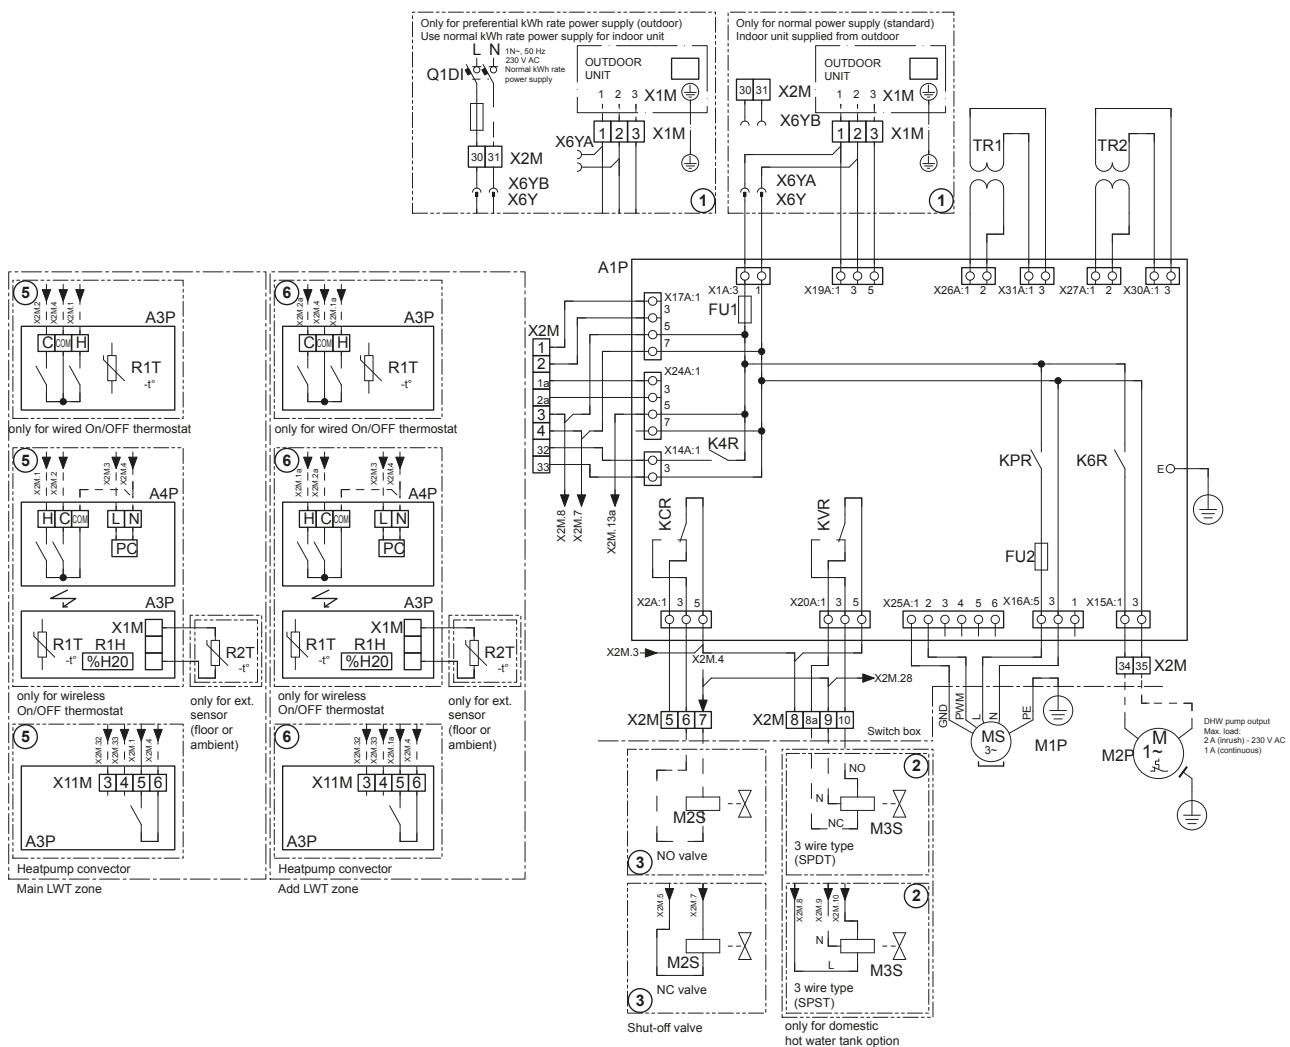 Only for preferential kWh rate power supply (outdoor)
Use normal kWh rate power supply for indoor unit
L N
1N~, 50 Hz
230 V AC
Normal kWh rate
power supply
Q1DI
OUTDOOR
UNIT
1 2 3 X1M
X6YA
1 2 3 X1M
30 31 X2M
X6YB
X6Y
1
Only for normal power supply (standard)
Indoor unit supplied from outdoor
30 31 X2M
X6YB
OUTDOOR
UNIT
1 2 3 X1M
1 2 3 X1M
X6YA
X6Y
1
TR1
TR2
A1P
X1A:3 1
X19A:1 3 5
X26A:1 2
X31A:1 3
X27A:1 2
X30A:1 3
FU1
X17A:1
3
5
7
X24A:1
3
5
7
X14A:1
3
K4R
X2M
1
2
1a
2a
3
4
32
33
X2M.8
X2M.7
X2M.13a
KCR
KVR
KPR
K6R
FU2
E
X2A:1 3 5
X20A:1 3 5
X25A:1 2 3 4 5 6
X16A:5 3 1
X15A:1 3
X2M.3
X2M.4
X2M.28
34 35 X2M
X2M 5 6 7
X2M 8 8a 9 10
Switch box
GND
PWM
L
N
PE
MS
3~
M1P
M2P
M
1~
DHW pump output
Max. load:
2 A (inrush) - 230 V AC
1 A (continuous)
M2S
3
NO valve
X2M.5
X2M.7
M2S
3
NC valve
Shut-off valve
2
NO
N
NC
M3S
3 wire type
(SPDT)
2
X2M.8
X2M.9
X2M.10
N
L
M3S
3 wire type
(SPST)
only for domestic
hot water tank option
5
X2M.2
X2M.4
X2M.1
A3P
C COM H
R1T
-t°
only for wired On/OFF thermostat
5
X2M.1
X2M.2
X2M.3
X2M.4
A4P
H C COM L N
PC
A3P
X1M
R1T
-t°
R1H
%H20
R2T
-t°
only for wireless
On/OFF thermostat
only for ext.
sensor
(floor or
ambient)
5
X2M.32
X2M.33
X2M.1
X2M.4
X11M 3 4 5 6
A3P
Heatpump convector
Main LWT zone
6
X2M.2a
X2M.4
X2M.1a
A3P
C COM H
R1T
-t°
only for wired On/OFF thermostat
6
X2M.1a
X2M.2a
X2M.3
X2M.4
A4P
H C COM L N
PC
A3P
X1M
R1T
-t°
R1H
%H20
R2T
-t°
only for wireless
On/OFF thermostat
only for ext.
sensor
(floor or
ambient)
6
X2M.32
X2M.33
X2M.1a
X2M.4
X11M 3 4 5 6
A3P
Heatpump convector
Add LWT zone